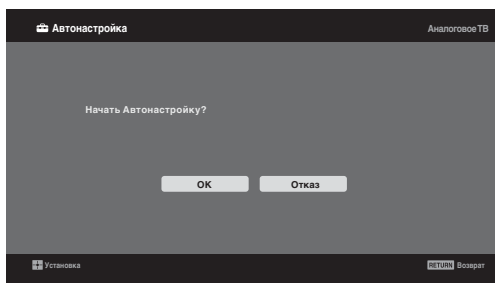 Автонастройка
Аналоговое ТВ
Начать Автонастройку?
OK
Отказ
Установка
RETURN Возврат